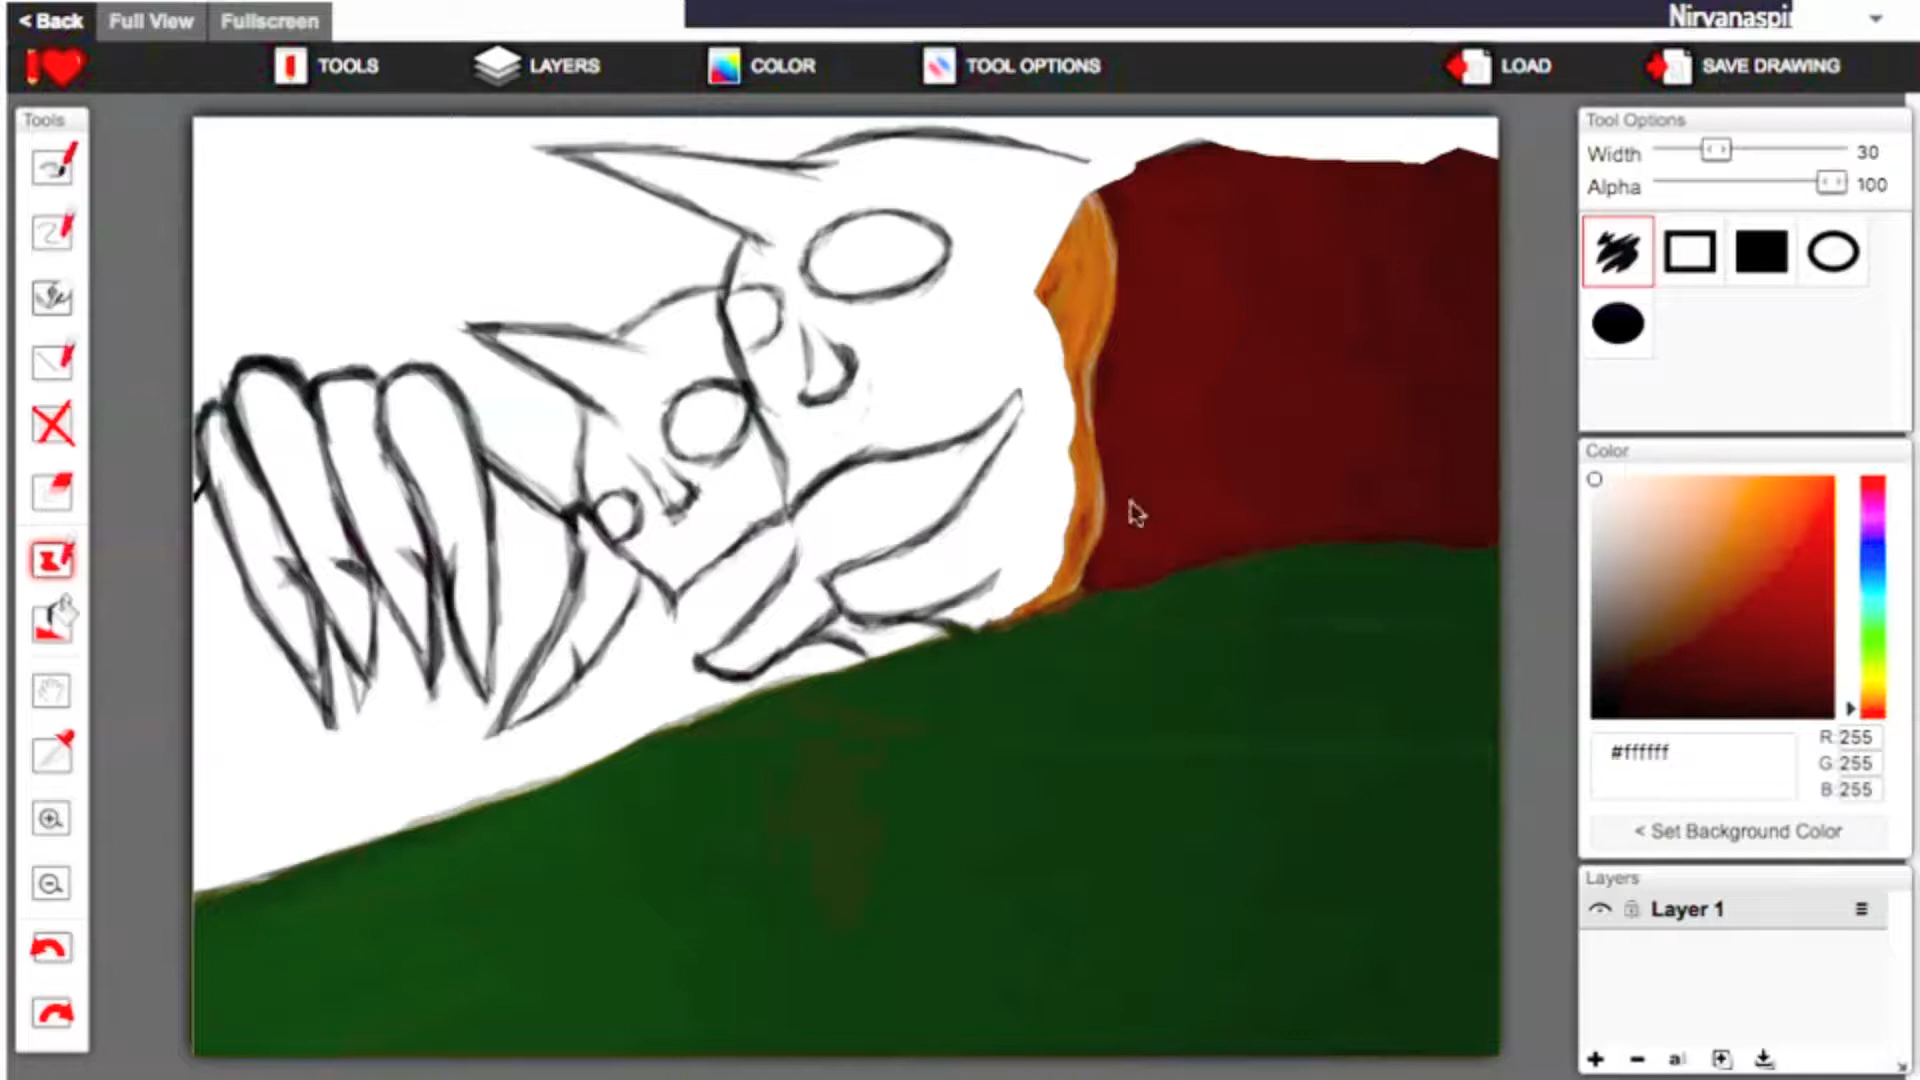 < Back Full View Fullscreen
Nirvanaspi
TOOLS LAYERS COLOR TOOL OPTIONS LOAD SAVE DRAWING
Tools
Tool Options
Width 30
Alpha 100
Color
#ffffff
R: 255
G: 255
B: 255
< Set Background Color
Layers
Layer 1
a